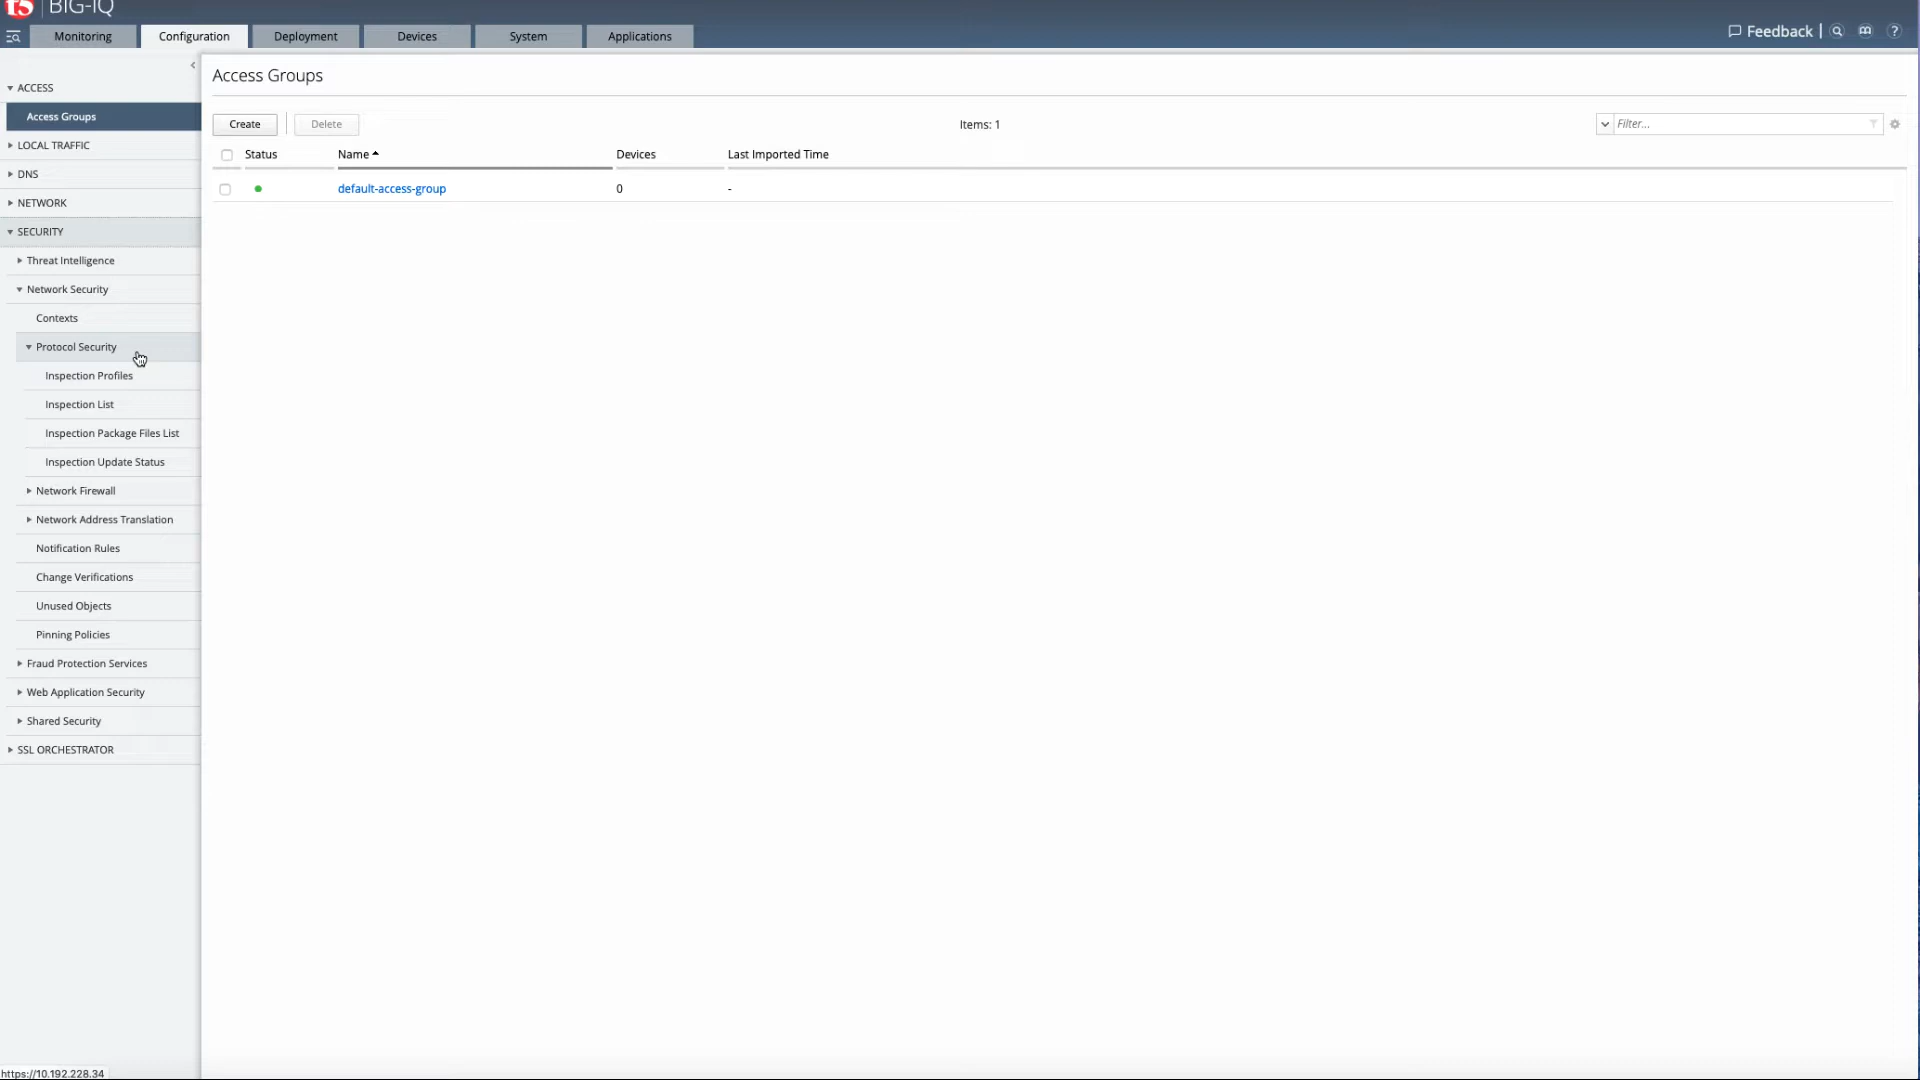 f5 BIG-IQ
Monitoring Configuration Deployment Devices System Applications Feedback
ACCESS
Access Groups
LOCAL TRAFFIC
DNS
NETWORK
SECURITY
Threat Intelligence
Network Security
Contexts
Protocol Security
Inspection Profiles
Inspection List
Inspection Package Files List
Inspection Update Status
Network Firewall
Network Address Translation
Notification Rules
Change Verifications
Unused Objects
Pinning Policies
Fraud Protection Services
Web Application Security
Shared Security
SSL ORCHESTRATOR
Access Groups
Create Delete Items: 1 Filter...
Status Name Devices Last Imported Time
default-access-group 0 -
https://10.192.228.34